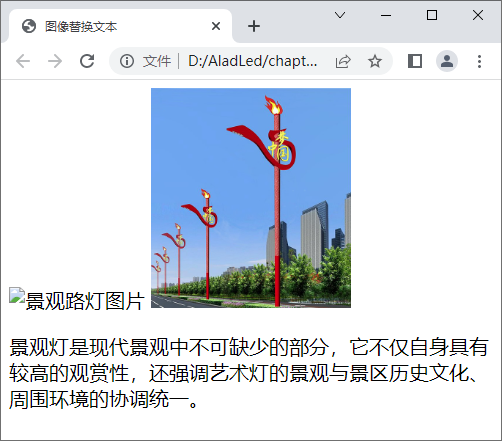 图像替换文本
文件 D:/AladLed/chapt...
中国梦
景观路灯图片
景观灯是现代景观中不可缺少的部分，它不仅自身具有
较高的观赏性，还强调艺术灯的景观与景区历史文化、
周围环境的协调统一。